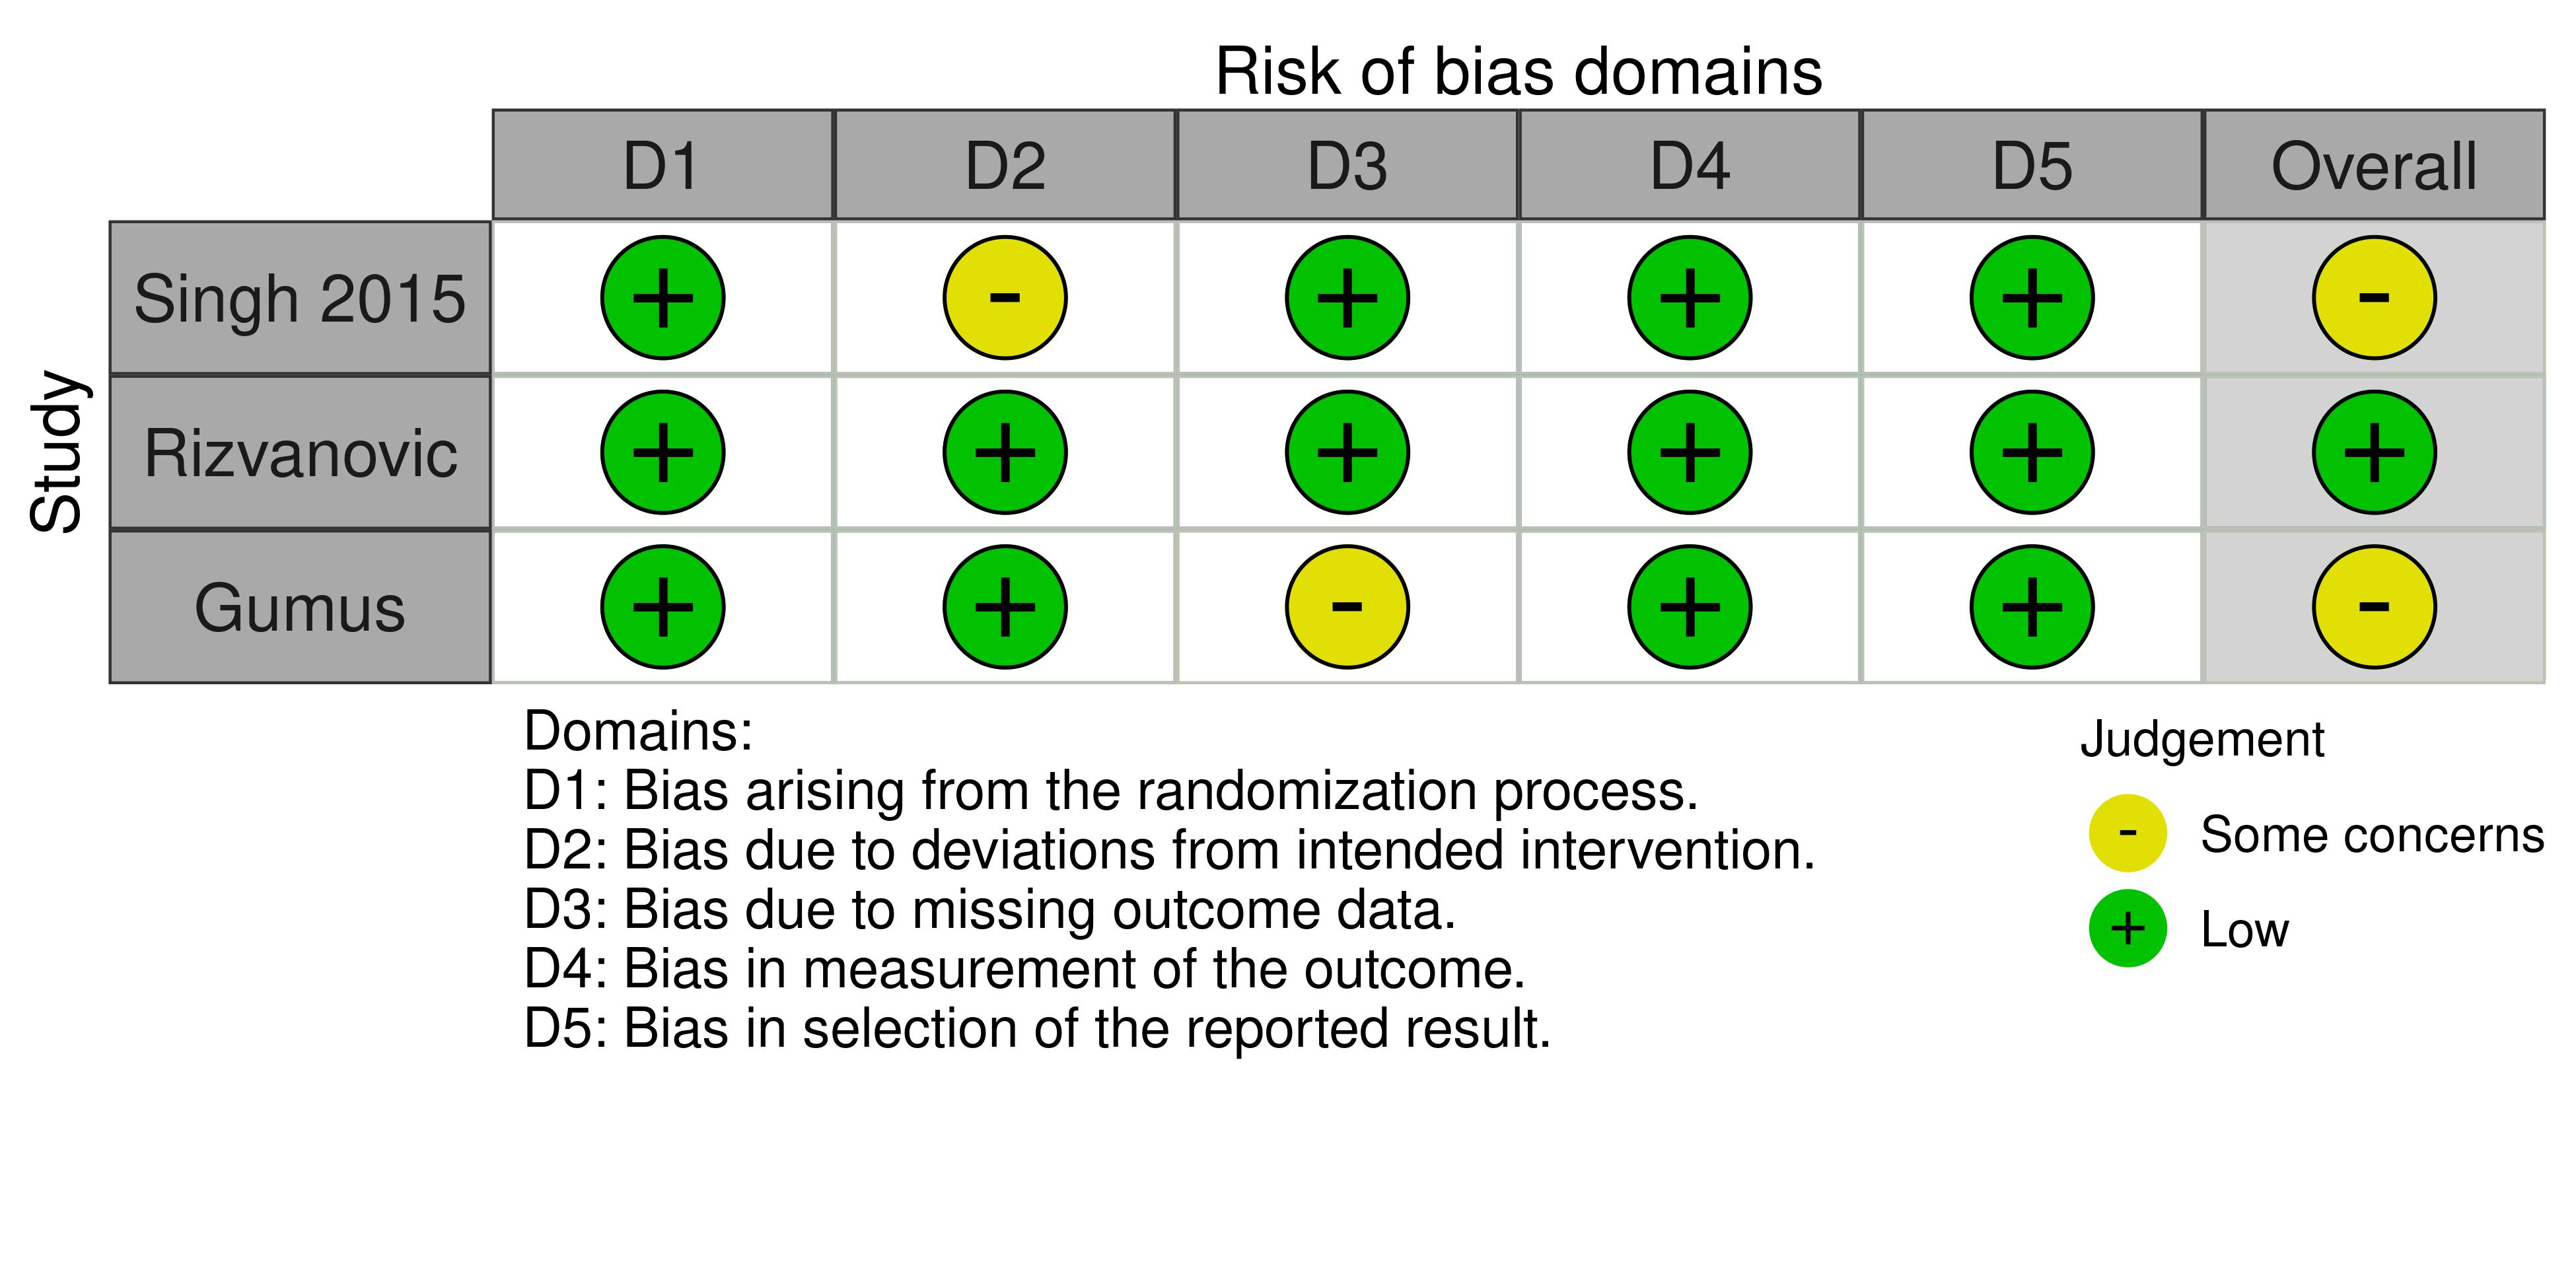 Risk of bias domains
D1 D2 D3 D4 D5 Overall
Study
Singh 2015 + - + + + -
Rizvanovic + + + + + +
Gumus + + - + + -
Domains:
D1: Bias arising from the randomization process.
D2: Bias due to deviations from intended intervention.
D3: Bias due to missing outcome data.
D4: Bias in measurement of the outcome.
D5: Bias in selection of the reported result.
Judgement
- Some concerns
+ Low